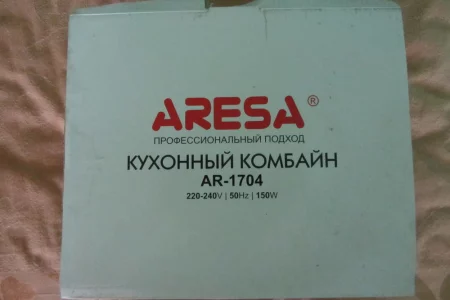 ARESA®
ПРОФЕССИОНАЛЬНЫЙ ПОДХОД
КУХОННЫЙ КОМБАЙН
AR-1704
220-240V | 50Hz | 150W